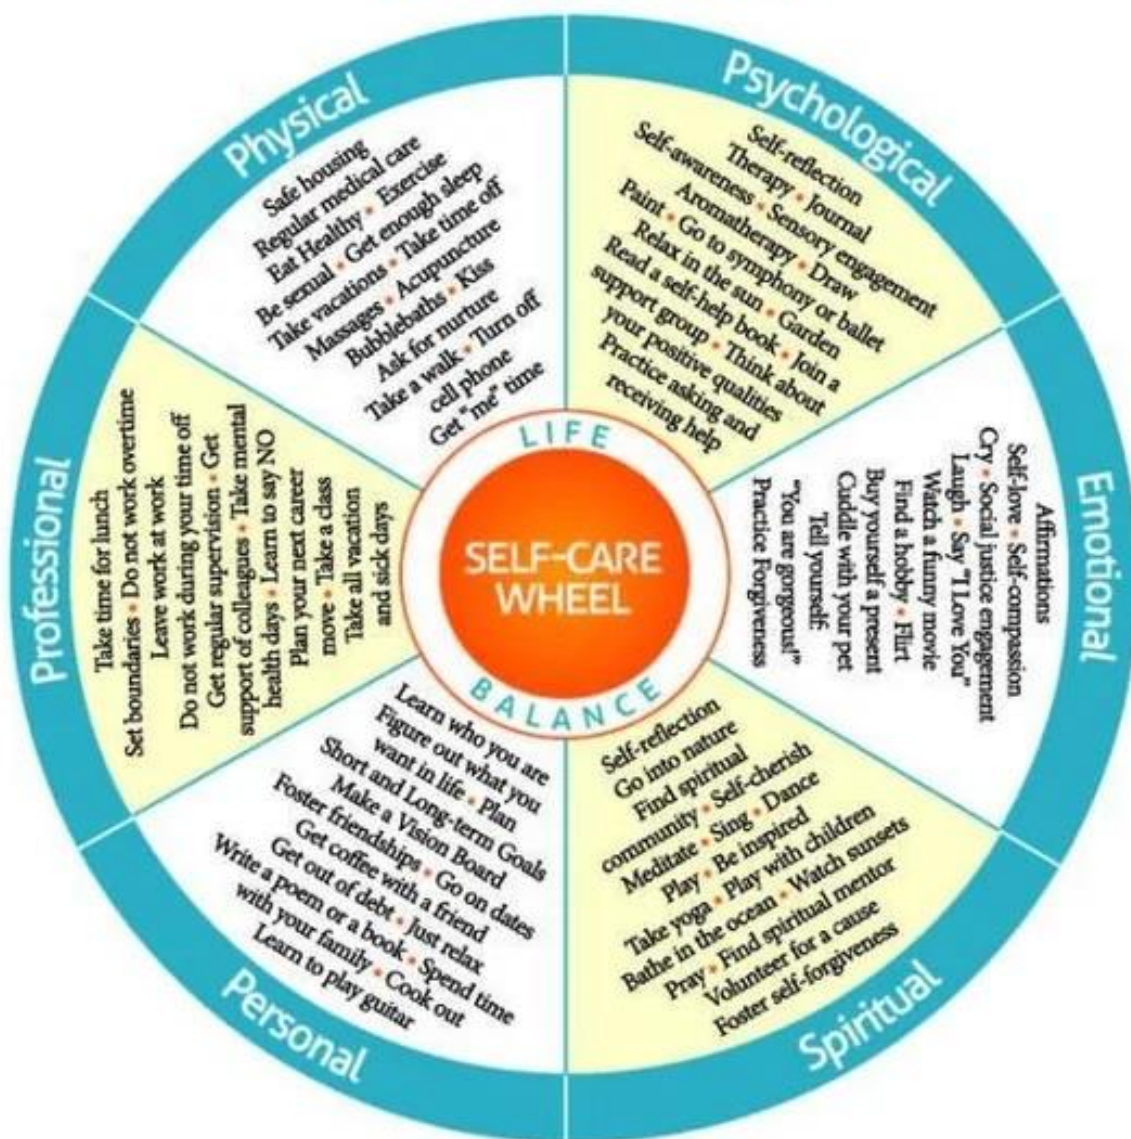 Physical
Safe housing
Regular medical care
Eat Healthy • Exercise
Be sexual • Get enough sleep
Take vacations • Take time off
Massages • Acupuncture
Bubblebaths • Kiss
Ask for nurture
Take a walk • Turn off
cell phone
Get "me" time
Psychological
Self-reflection
Therapy • Journal
Self-awareness • Sensory engagement
Aromatherapy • Draw
Paint • Go to symphony or ballet
Relax in the sun • Garden
Read a self-help book • Join a
support group • Think about
your positive qualities
Practice asking and
receiving help
Emotional
Affirmations
Self-love • Self-compassion
Cry • Social justice engagement
Laugh • Say "I Love You"
Watch a funny movie
Find a hobby • Flirt
Buy yourself a present
Cuddle with your pet
Tell yourself:
"You are gorgeous!"
Practice Forgiveness
Spiritual
Self-reflection
Go into nature
Find spiritual
community • Self-cherish
Meditate • Sing • Dance
Play • Be inspired
Take yoga • Play with children
Bathe in the ocean • Watch sunsets
Pray • Find spiritual mentor
Volunteer for a cause
Foster self-forgiveness
Personal
Learn who you are
Figure out what you
want in life • Plan
Short and Long-term Goals
Make a Vision Board
Foster friendships • Go on dates
Get coffee with a friend
Get out of debt • Just relax
Write a poem or a book • Spend time
with your family • Cook out
Learn to play guitar
Professional
Take time for lunch
Set boundaries • Do not work overtime
Leave work at work
Do not work during your time off
Get regular supervision • Get
support of colleagues • Take mental
health days • Learn to say NO
Plan your next career
move • Take a class
Take all vacation
and sick days
LIFE
SELF-CARE
WHEEL
BALANCE